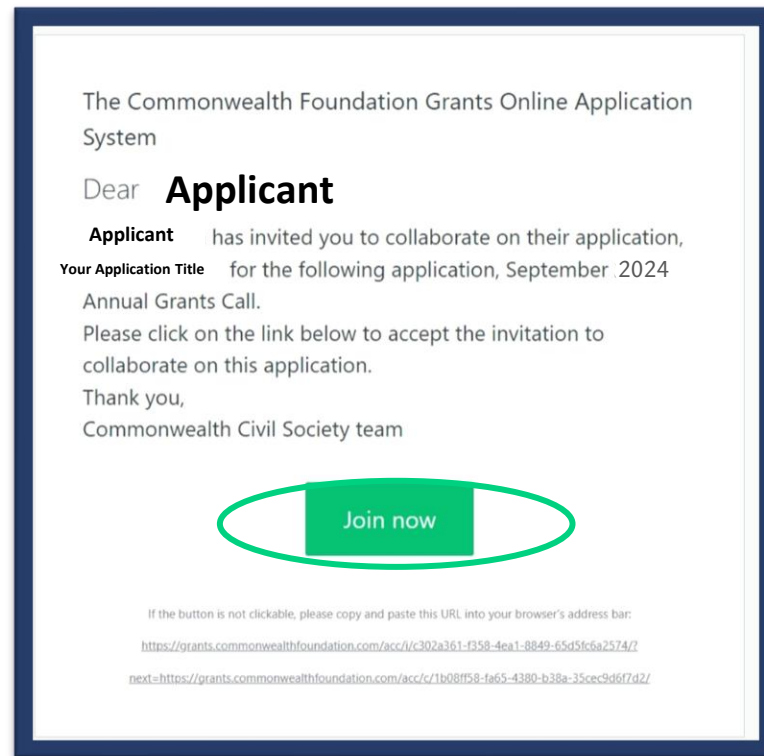 The Commonwealth Foundation Grants Online Application
System
Dear Applicant
Applicant has invited you to collaborate on their application,
Your Application Title for the following application, September 2024
Annual Grants Call.
Please click on the link below to accept the invitation to
collaborate on this application.
Thank you,
Commonwealth Civil Society team
Join now
If the button is not clickable, please copy and paste this URL into your browser's address bar:
https://grants.commonwealthfoundation.com/acc/i/c302a361-f358-4ea1-8849-65d5fc6a2574/?
next=https://grants.commonwealthfoundation.com/acc/c/1b08ff58-fa65-4380-b38a-35cec9d6f7d2/